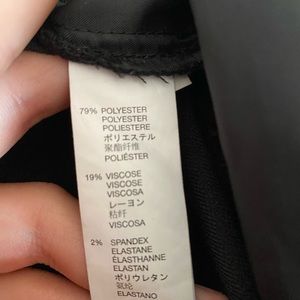 79% POLYESTER
POLYESTER
POLIESTERE
ポリエステル
聚酯纤维
POLIÉSTER
19% VISCOSE
VISCOSE
VISCOSA
レーヨン
粘纤
VISCOSA
2% SPANDEX
ELASTANE
ÉLASTHANNE
ELASTAN
ポリウレタン
氨纶
ELASTANO